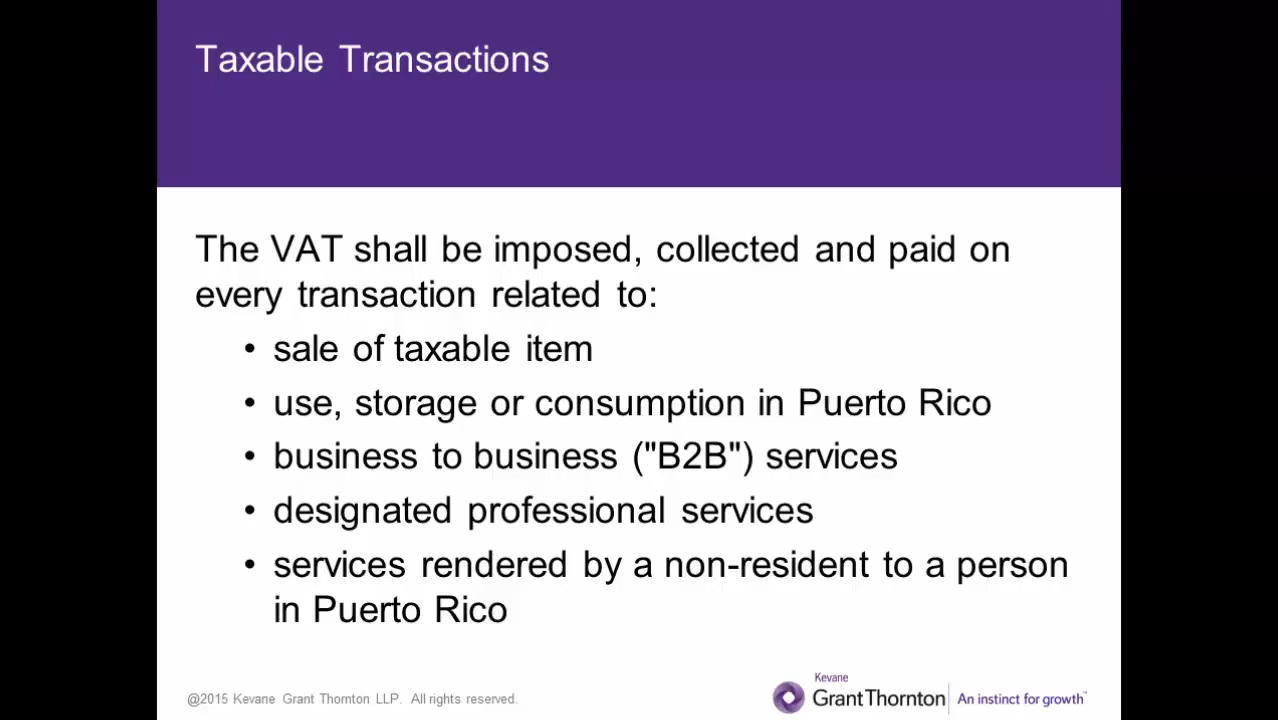 Taxable Transactions
The VAT shall be imposed, collected and paid on
every transaction related to:
• sale of taxable item
• use, storage or consumption in Puerto Rico
• business to business ("B2B") services
• designated professional services
• services rendered by a non-resident to a person
in Puerto Rico
@2015 Kevane Grant Thornton LLP. All rights reserved.
Kevane
GrantThornton An instinct for growth™